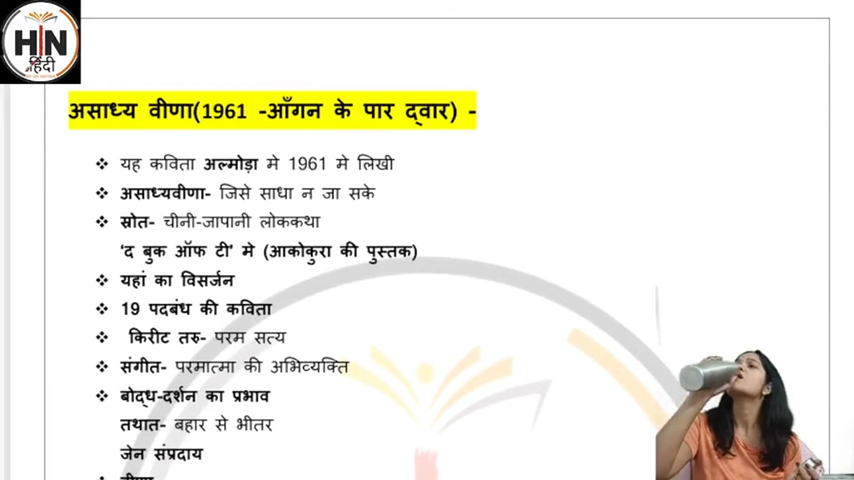 HIN
हिंदी
असाध्य वीणा(1961 -आँगन के पार द्वार) -
❖ यह कविता अल्मोड़ा मे 1961 मे लिखी
❖ असाध्यवीणा- जिसे साधा न जा सके
❖ स्रोत- चीनी-जापानी लोककथा
'द बुक ऑफ टी' मे (आकोकुरा की पुस्तक)
❖ यहां का विसर्जन
❖ 19 पदबंध की कविता
❖ किरीट तरु- परम सत्य
❖ संगीत- परमात्मा की अभिव्यक्ति
❖ बोद्ध-दर्शन का प्रभाव
तथात- बहार से भीतर
जेन संप्रदाय